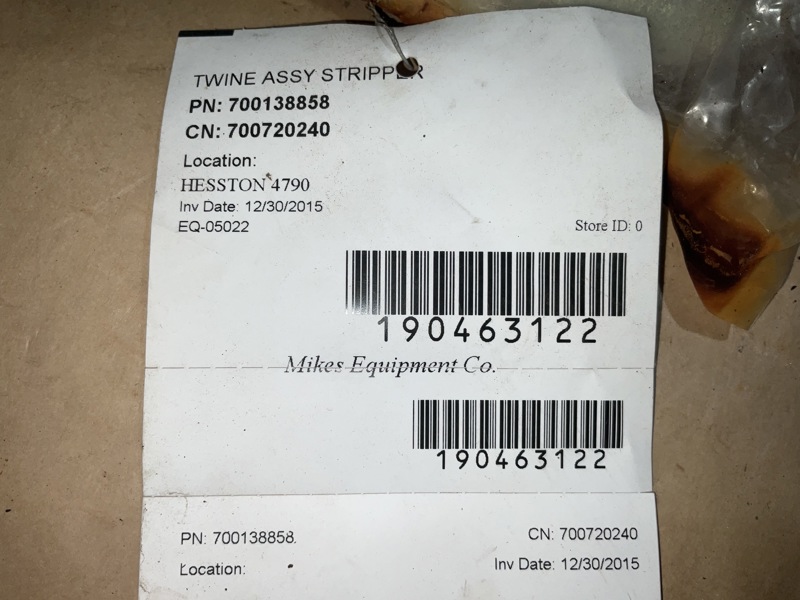 TWINE ASSY STRIPPER
PN: 700138858
CN: 700720240
Location:
HESSTON 4790
Inv Date: 12/30/2015
EQ-05022
Store ID: 0
190463122
Mikes Equipment Co.
190463122
PN: 700138858
CN: 700720240
Location:
Inv Date: 12/30/2015